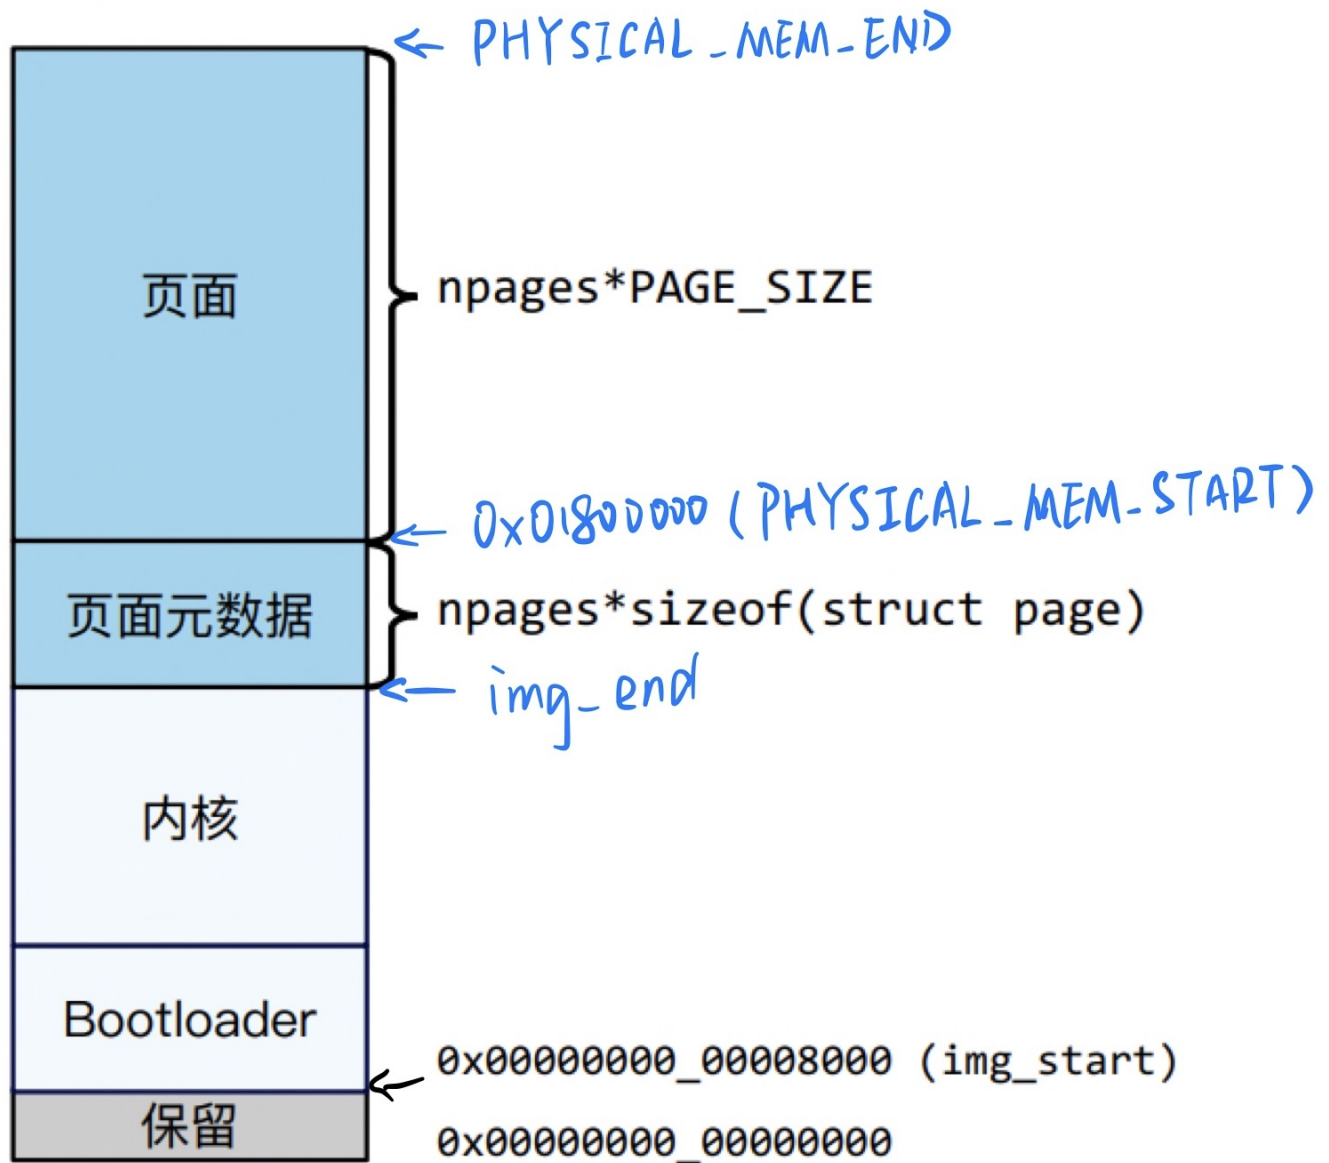 ← PHYSICAL_MEM_END
页面
npages*PAGE_SIZE
← 0x01800000 (PHYSICAL_MEM_START)
页面元数据
npages*sizeof(struct page)
← img_end
内核
Bootloader
0x00000000_00008000 (img_start)
保留
0x00000000_00000000